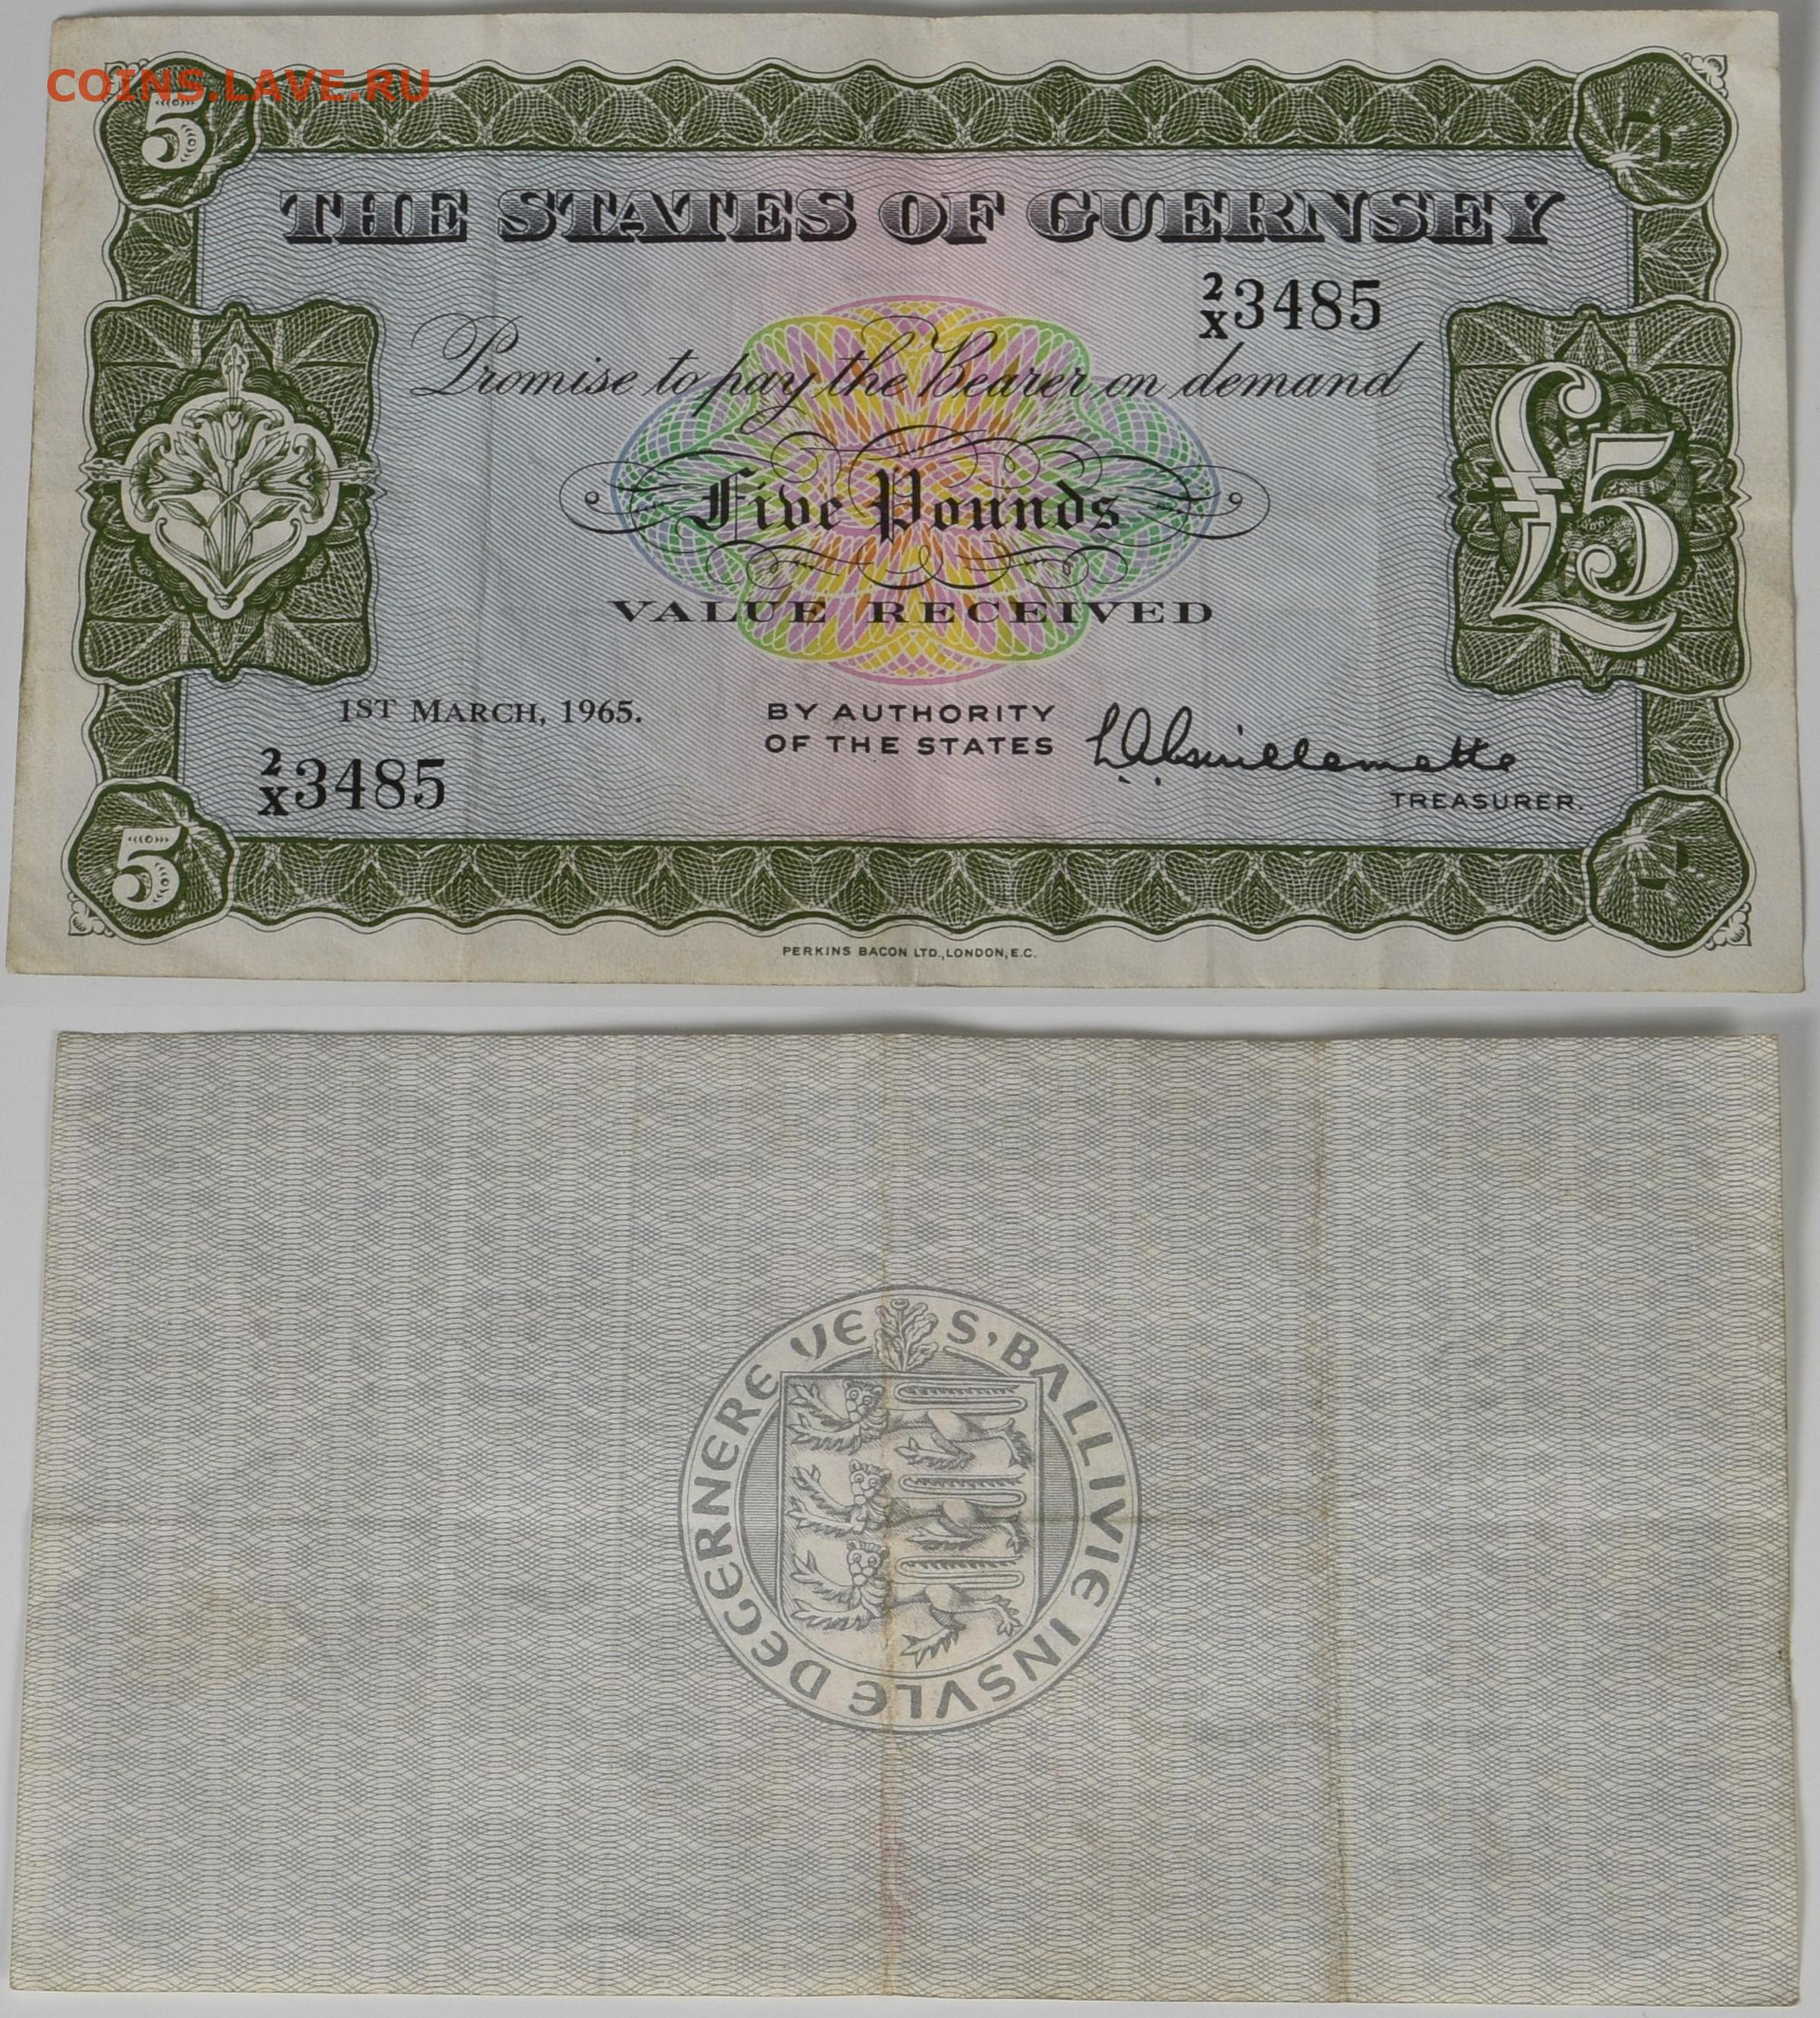 COINS.LAVE.RU
5
THE STATES OF GUERNSEY
2/X 3485
Promise to pay the Bearer on demand
Five Pounds
£5
VALUE RECEIVED
1ST MARCH, 1965.
BY AUTHORITY
OF THE STATES
2/X 3485
TREASURER.
5
PERKINS BACON LTD., LONDON, E.C.
S'BALLIVIE INSVLE DEGERNEREYE